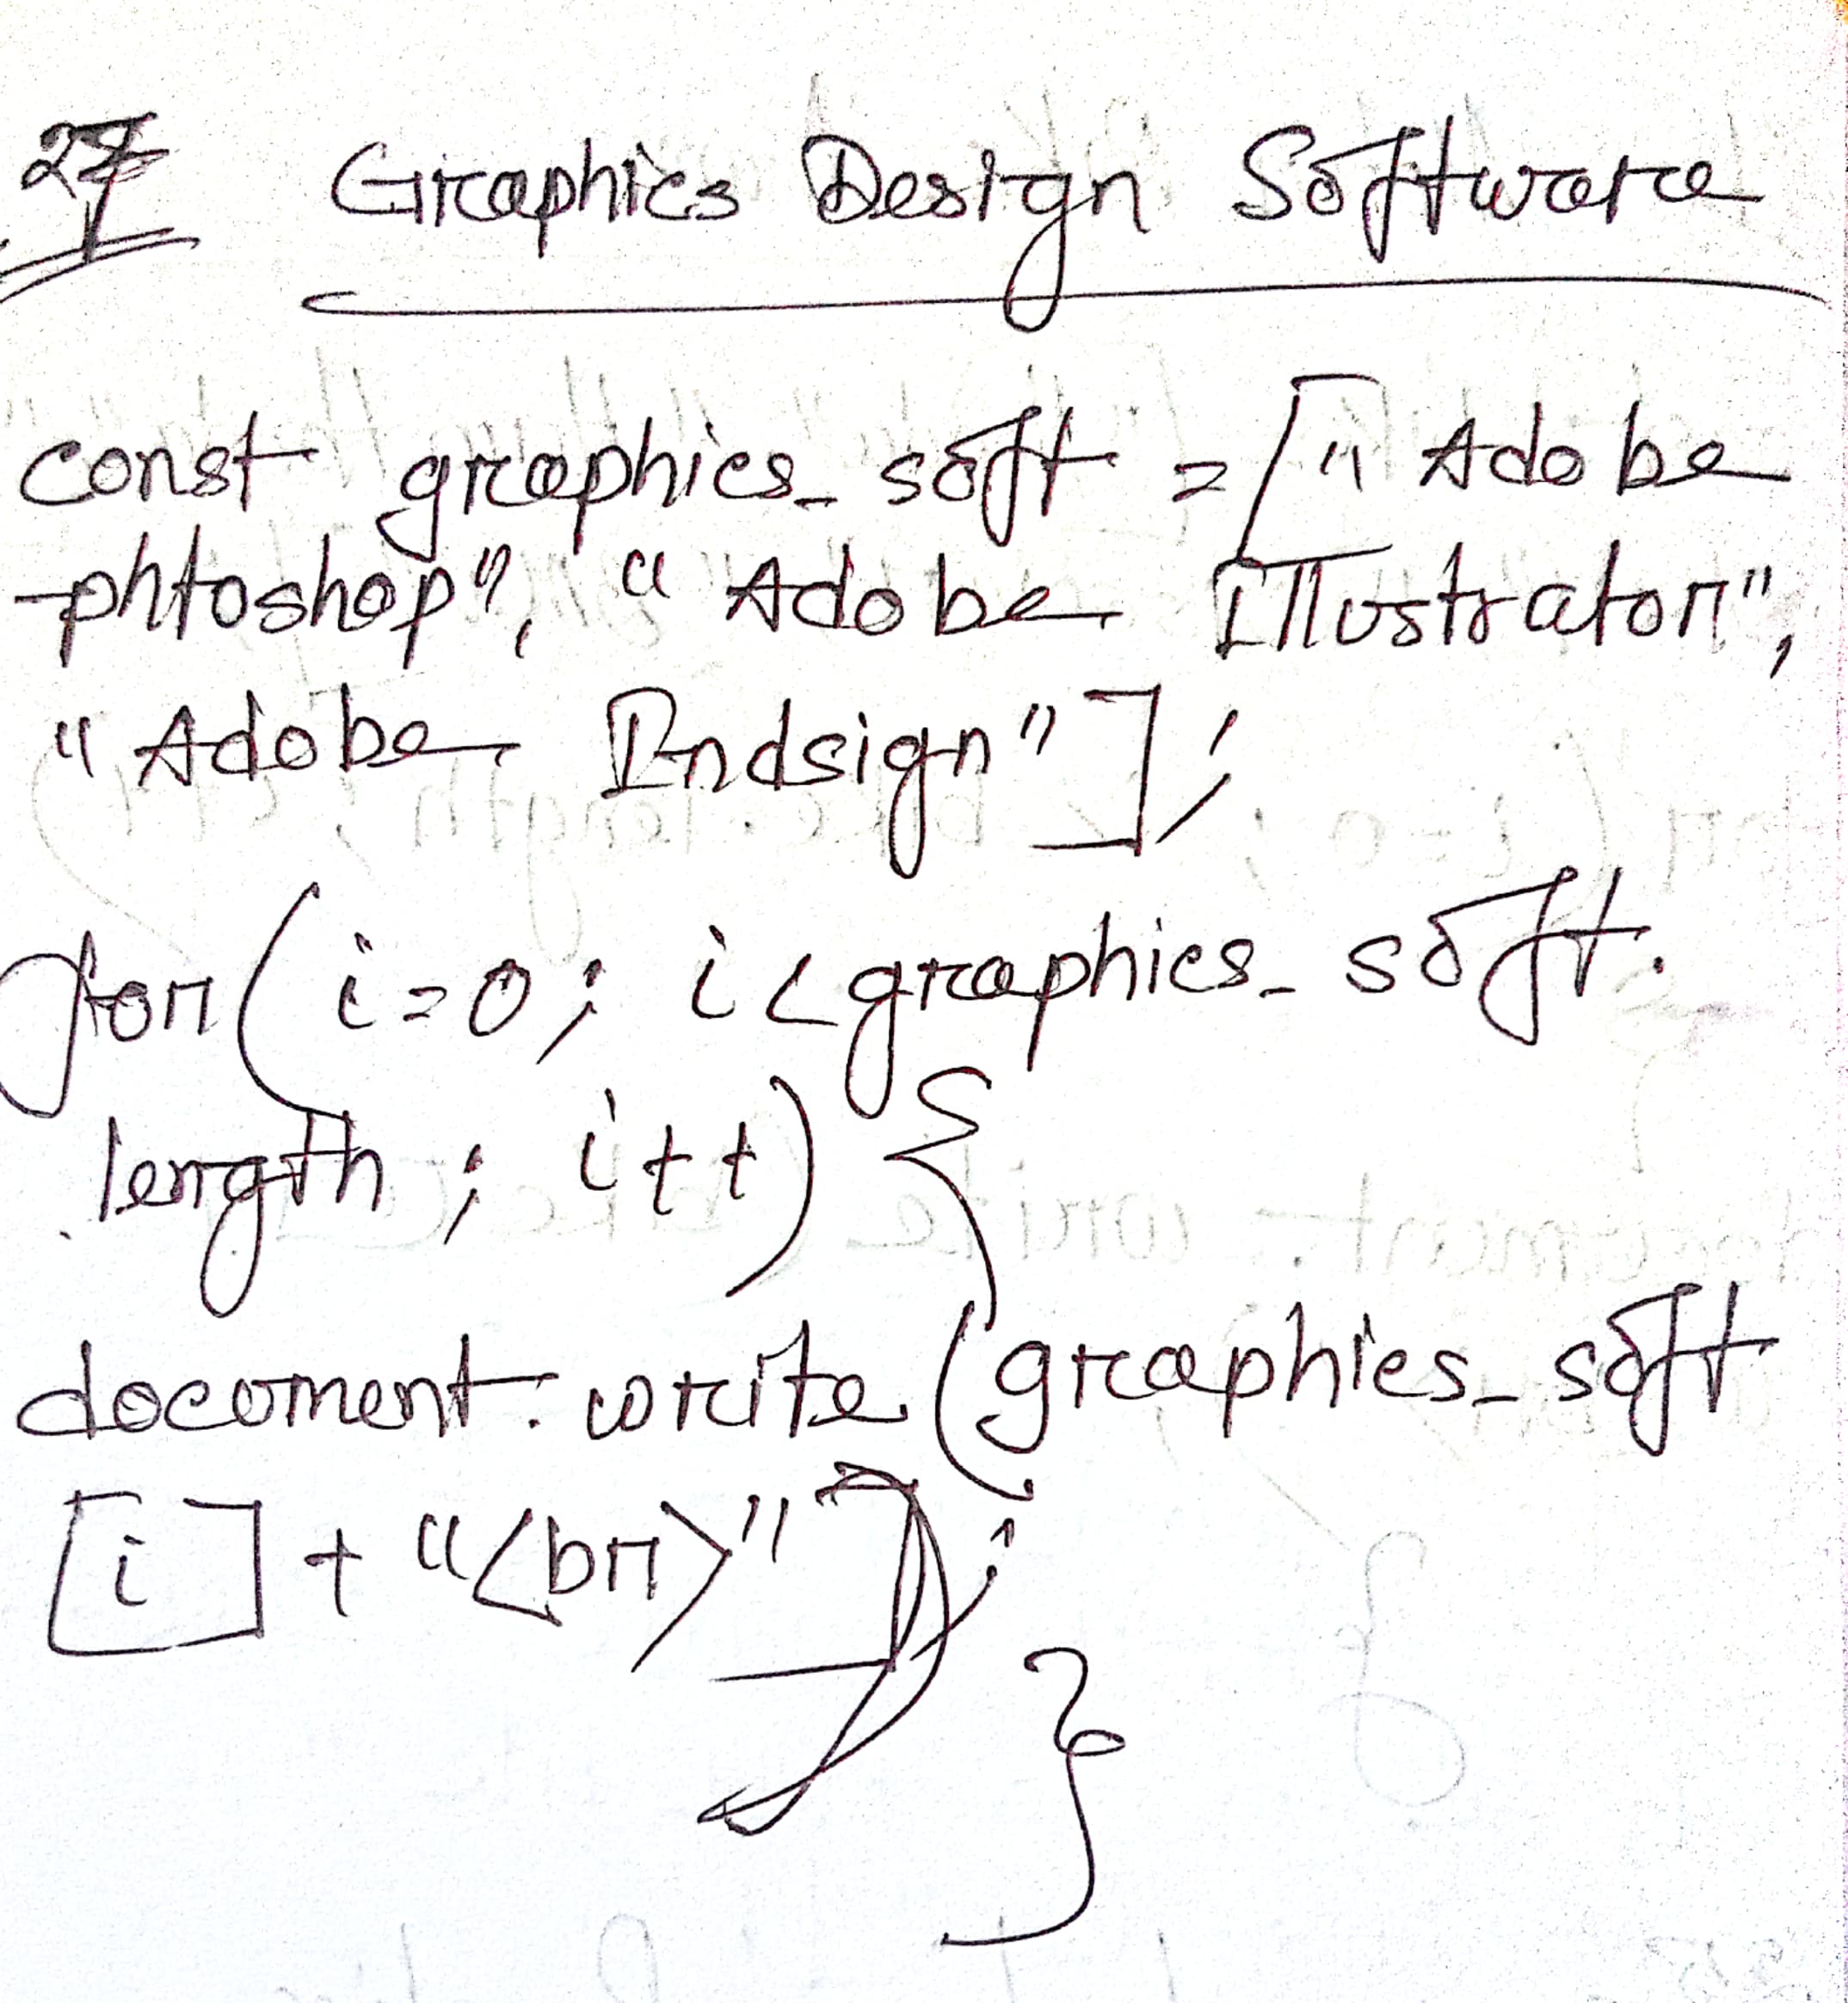 Graphics Design Software
const graphics_soft = ["Adobe
phtoshop", "Adobe Illustrator",
"Adobe Indsign"];
for(i=0; i<graphics_soft.
length; i++) {
document.write(graphics_soft
[i] + "<br>");
}